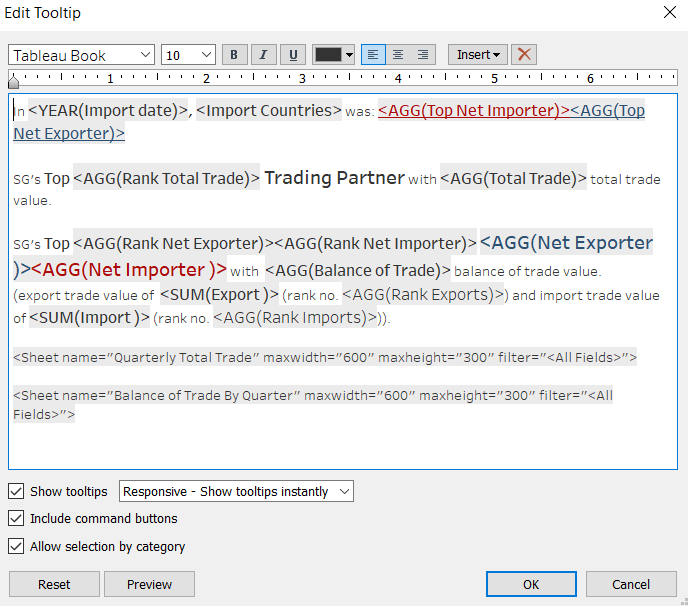 Edit Tooltip
Tableau Book 10 B I U Insert
1 2 3 4 5 6
In <YEAR(Import date)>, <Import Countries> was: <AGG(Top Net Importer)><AGG(Top
Net Exporter)>
SG's Top <AGG(Rank Total Trade)> Trading Partner with <AGG(Total Trade)> total trade
value.
SG's Top <AGG(Rank Net Exporter)><AGG(Rank Net Importer)> <AGG(Net Exporter
)><AGG(Net Importer )> with <AGG(Balance of Trade)> balance of trade value.
(export trade value of <SUM(Export )> (rank no. <AGG(Rank Exports)>) and import trade value
of <SUM(Import )> (rank no. <AGG(Rank Imports)>)).
<Sheet name="Quarterly Total Trade" maxwidth="600" maxheight="300" filter="<All Fields>">
<Sheet name="Balance of Trade By Quarter" maxwidth="600" maxheight="300" filter="<All
Fields>">
Show tooltips Responsive - Show tooltips instantly
Include command buttons
Allow selection by category
Reset Preview OK Cancel